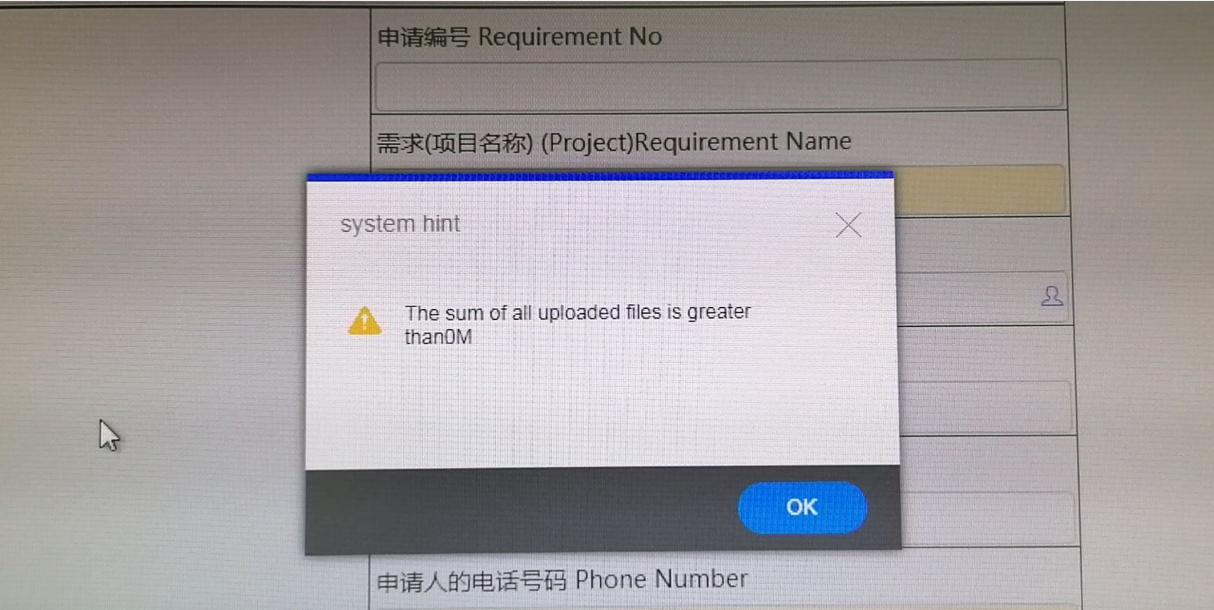 申请编号 Requirement No
需求(项目名称) (Project)Requirement Name
system hint
The sum of all uploaded files is greater
than0M
OK
申请人的电话号码 Phone Number